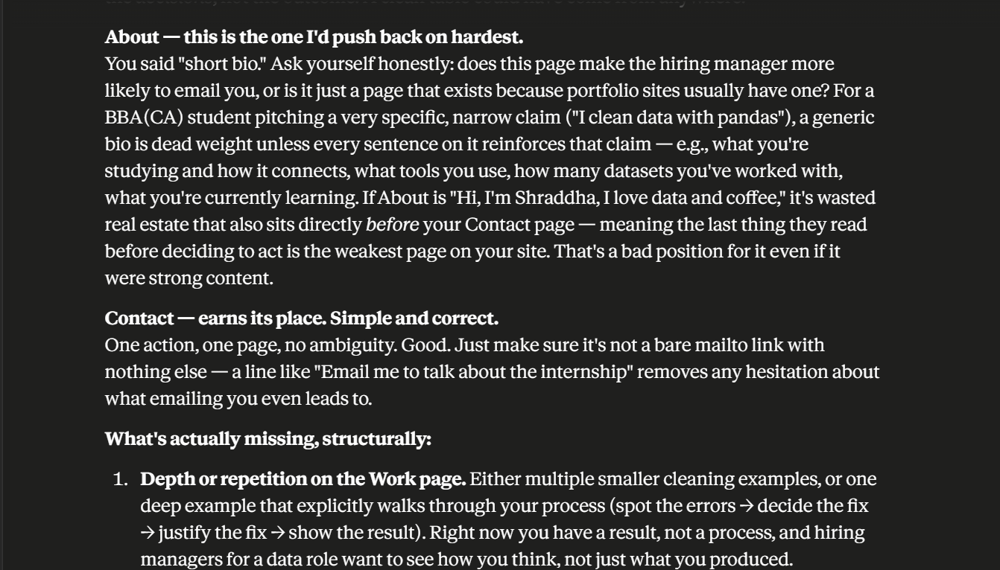 About — this is the one I'd push back on hardest.
You said "short bio." Ask yourself honestly: does this page make the hiring manager more
likely to email you, or is it just a page that exists because portfolio sites usually have one? For a
BBA(CA) student pitching a very specific, narrow claim ("I clean data with pandas"), a generic
bio is dead weight unless every sentence on it reinforces that claim — e.g., what you're
studying and how it connects, what tools you use, how many datasets you've worked with,
what you're currently learning. If About is "Hi, I'm Shraddha, I love data and coffee," it's wasted
real estate that also sits directly before your Contact page — meaning the last thing they read
before deciding to act is the weakest page on your site. That's a bad position for it even if it
were strong content.
Contact — earns its place. Simple and correct.
One action, one page, no ambiguity. Good. Just make sure it's not a bare mailto link with
nothing else — a line like "Email me to talk about the internship" removes any hesitation about
what emailing you even leads to.
What's actually missing, structurally:
1. Depth or repetition on the Work page. Either multiple smaller cleaning examples, or one
deep example that explicitly walks through your process (spot the errors → decide the fix
→ justify the fix → show the result). Right now you have a result, not a process, and hiring
managers for a data role want to see how you think, not just what you produced.